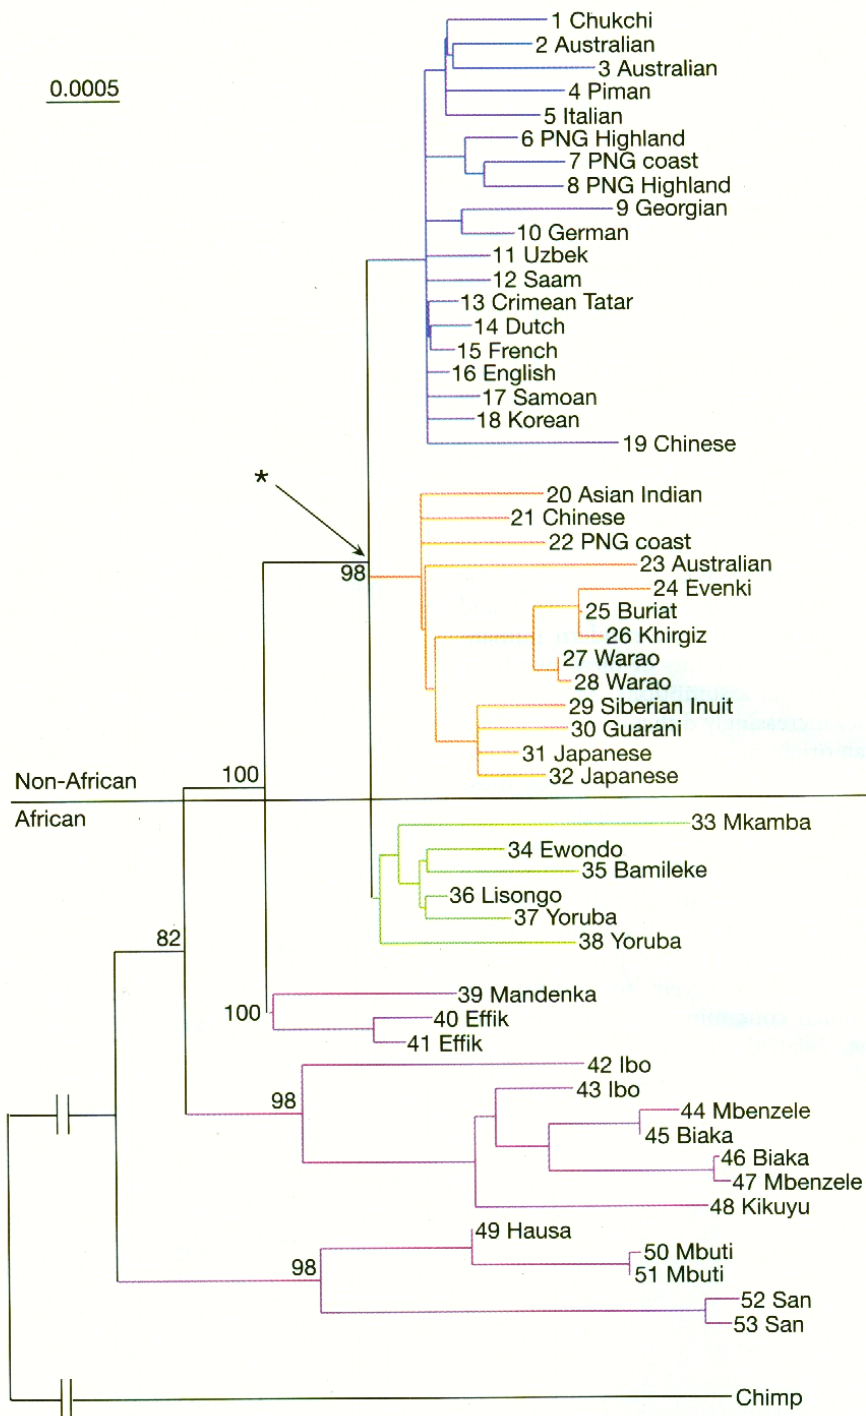 1 Chukchi
2 Australian
3 Australian
0.0005
4 Piman
5 Italian
6 PNG Highland
7 PNG coast
8 PNG Highland
9 Georgian
10 German
11 Uzbek
12 Saam
13 Crimean Tatar
14 Dutch
15 French
16 English
17 Samoan
18 Korean
19 Chinese
*
20 Asian Indian
21 Chinese
22 PNG coast
23 Australian
98
24 Evenki
25 Buriat
26 Khirgiz
27 Warao
28 Warao
29 Siberian Inuit
30 Guarani
31 Japanese
32 Japanese
100
Non-African
African
33 Mkamba
34 Ewondo
35 Bamileke
36 Lisongo
37 Yoruba
38 Yoruba
82
39 Mandenka
100
40 Effik
41 Effik
42 Ibo
43 Ibo
98
44 Mbenzele
45 Biaka
46 Biaka
47 Mbenzele
48 Kikuyu
49 Hausa
50 Mbuti
98
51 Mbuti
52 San
53 San
Chimp